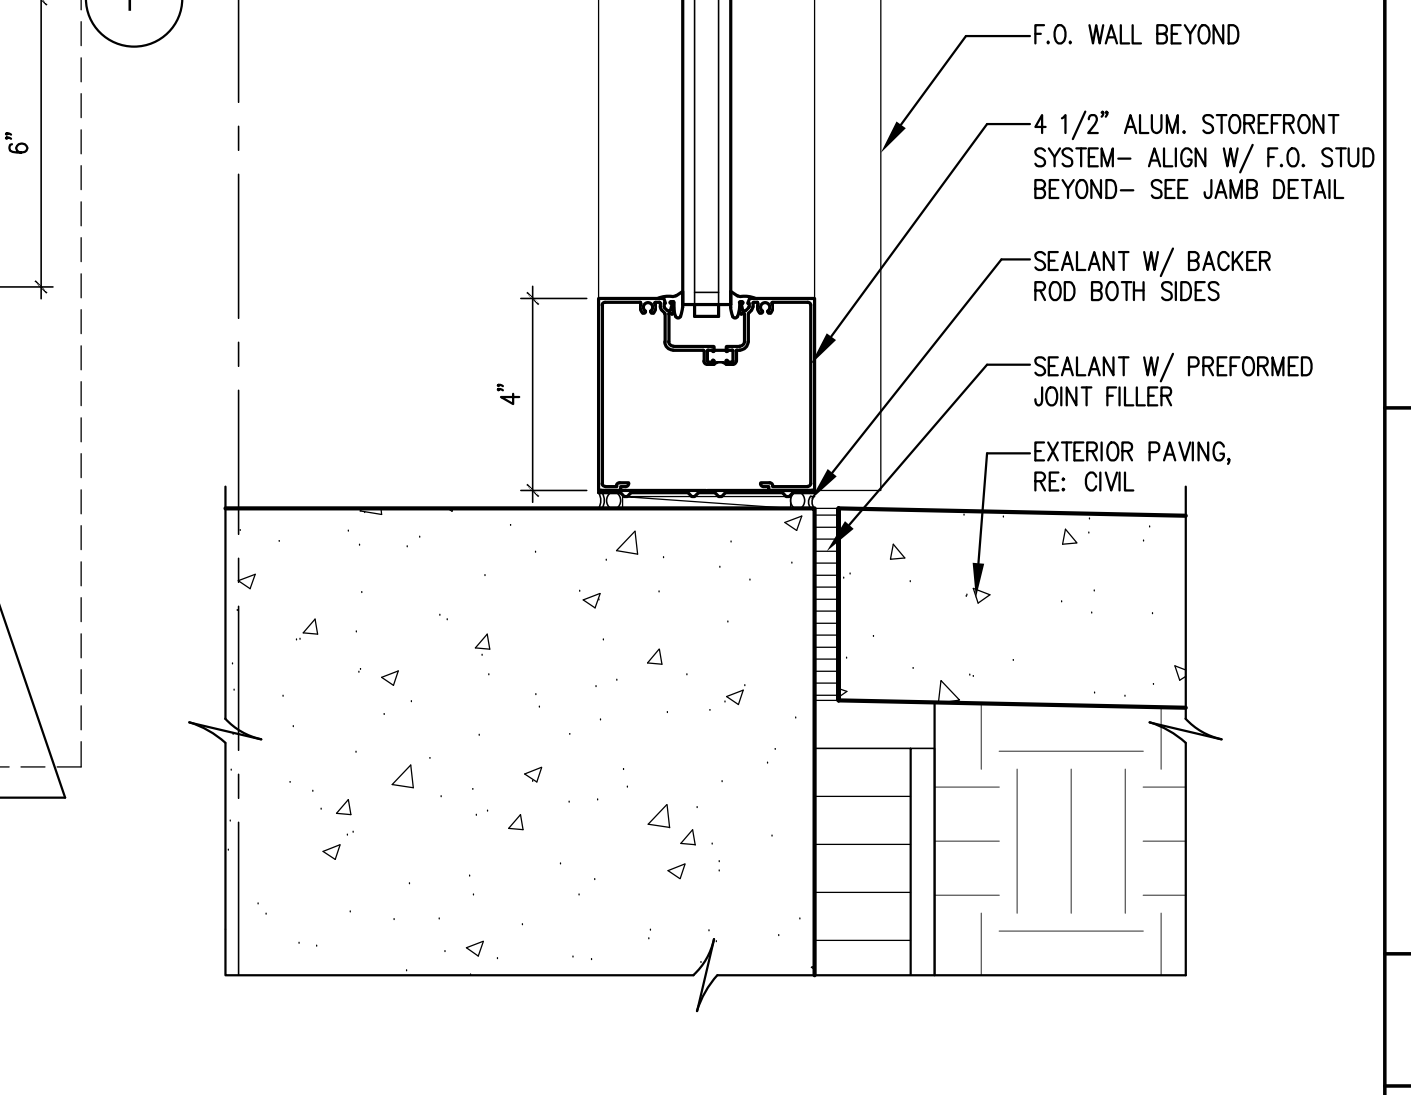 F.O. WALL BEYOND
4 1/2" ALUM. STOREFRONT
SYSTEM- ALIGN W/ F.O. STUD
BEYOND- SEE JAMB DETAIL
SEALANT W/ BACKER
ROD BOTH SIDES
SEALANT W/ PREFORMED
JOINT FILLER
EXTERIOR PAVING,
RE: CIVIL
6"
4"